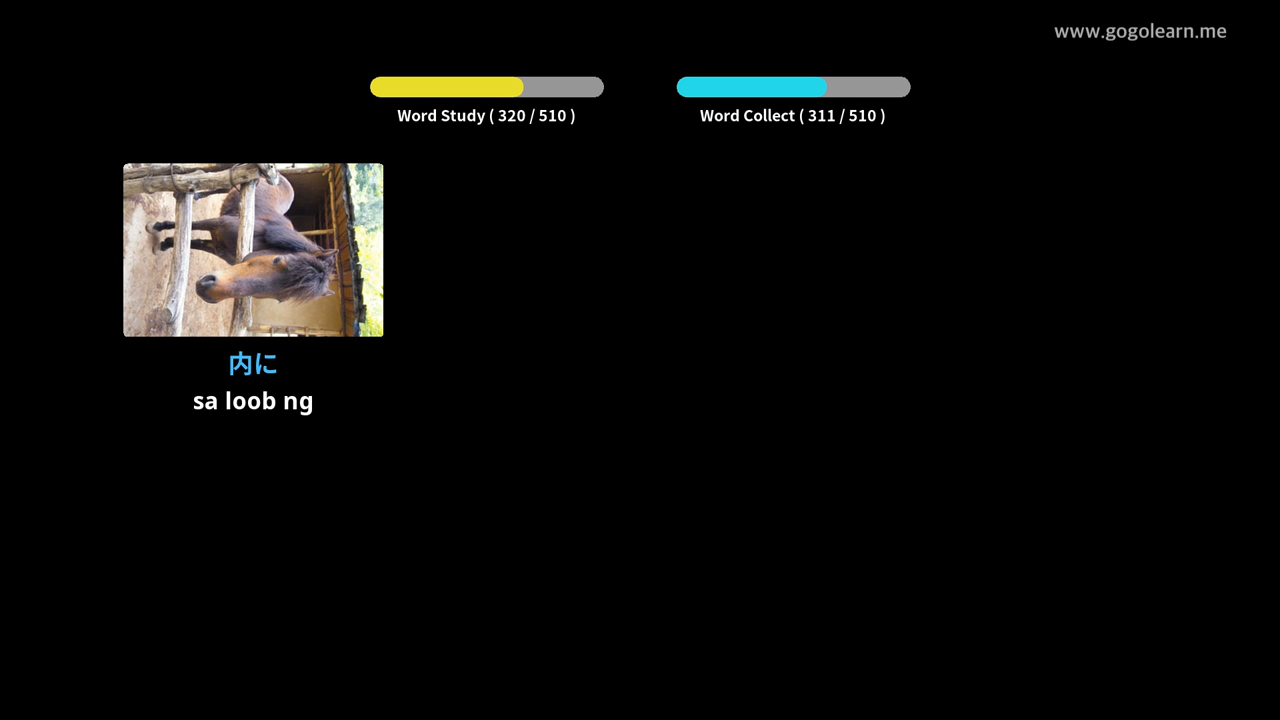 www.gogolearn.me
Word Study ( 320 / 510 )
Word Collect ( 311 / 510 )
内に
sa loob ng